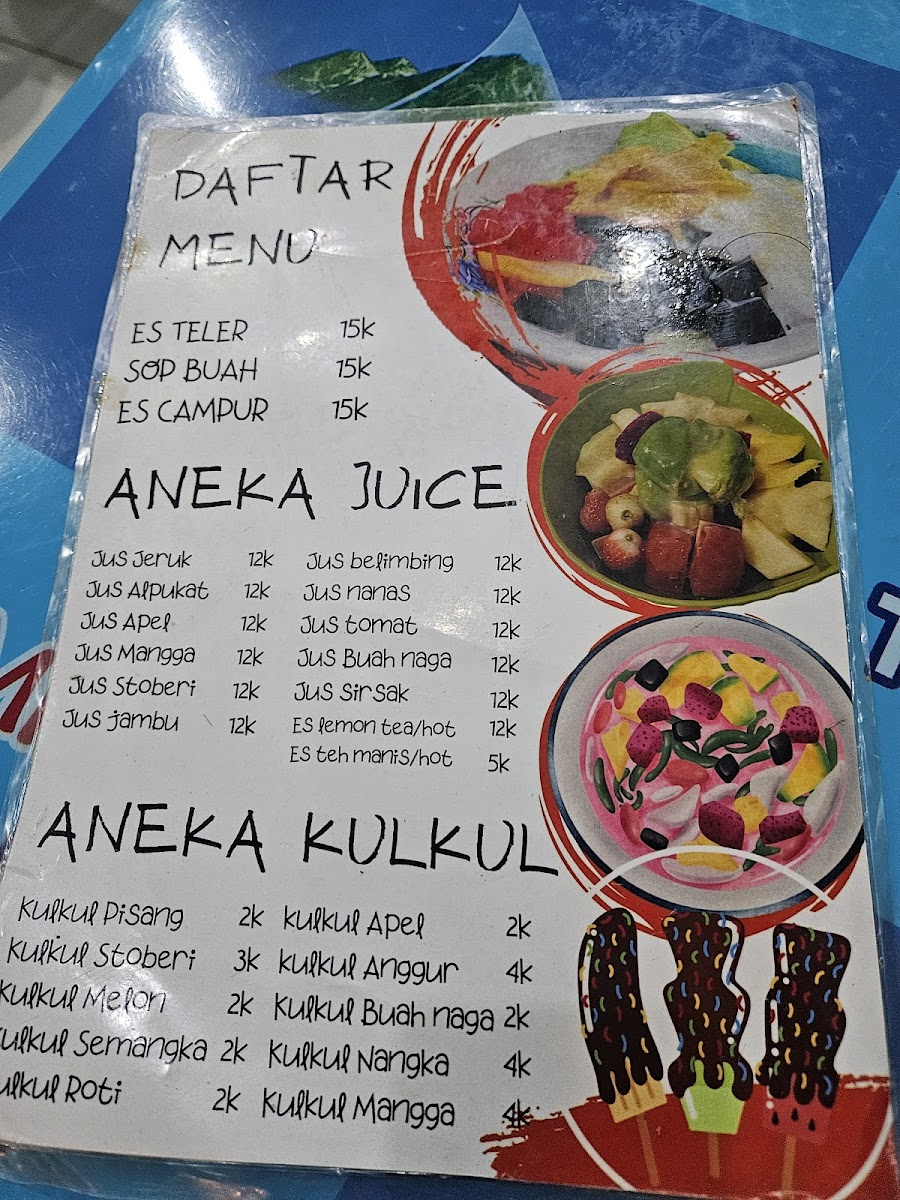 DAFTAR
MENU
ES TELER 15K
SOP BUAH 15K
ES CAMPUR 15K
ANEKA JUICE
Jus Jeruk 12k
Jus Alpukat 12k
Jus Apel 12k
Jus Mangga 12k
Jus Stoberi 12k
Jus jambu 12k
Jus belimbing 12k
Jus nanas 12k
Jus tomat 12k
Jus Buah naga 12k
Jus sirsak 12k
Es lemon tea/hot 12k
Es teh manis/hot 5k
ANEKA KULKUL
Kulkul Pisang 2k
Kulkul Stoberi 3k
Kulkul Melon 2k
Kulkul Semangka 2k
Kulkul Roti 2k
Kulkul Apel 2k
Kulkul Anggur 4k
Kulkul Buah naga 2k
Kulkul Nangka 4k
Kulkul Mangga 4k